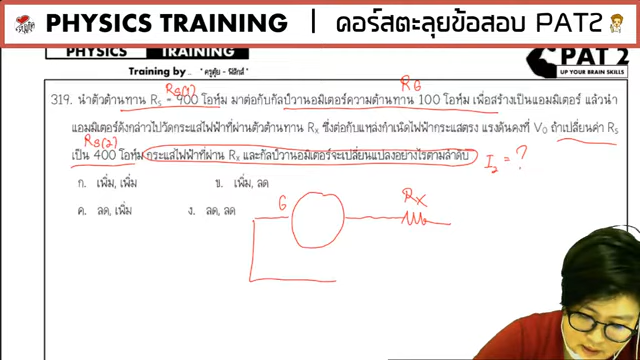 PHYSICS TRAINING | คอร์สตะลุยข้อสอบ PAT2
PHYSICS TRAINING
Training by .. "ครูตุ้ย ฟิสิกส์"
PAT 2
UP YOUR BRAIN SKILLS
RS(1)
RG
319. นำตัวต้านทาน RS = 900 โอห์ม มาต่อกับกัลป์วานอมิเตอร์ความต้านทาน 100 โอห์ม เพื่อสร้างเป็นแอมมิเตอร์ แล้วนำ
แอมมิเตอร์ดังกล่าวไปวัดกระแสไฟฟ้าที่ผ่านตัวต้านทาน RX ซึ่งต่อกับแหล่งกำเนิดไฟฟ้ากระแสตรง แรงดันคงที่ V0 ถ้าเปลี่ยนค่า RS
RS(2)
เป็น 400 โอห์ม กระแสไฟฟ้าที่ผ่าน RX และกัลป์วานอมิเตอร์จะเปลี่ยนแปลงอย่างไรตามลำดับ
I2 = ?
ก. เพิ่ม, เพิ่ม ข. เพิ่ม, ลด
ค. ลด, เพิ่ม ง. ลด, ลด
G
RX